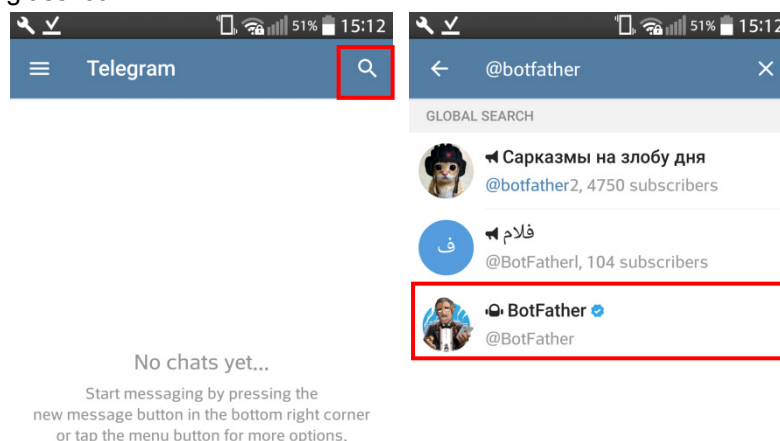 51% 15:12
Telegram
No chats yet...
Start messaging by pressing the
new message button in the bottom right corner
or tap the menu button for more options.
51% 15:12
@botfather
GLOBAL SEARCH
Сарказмы на злобу дня
@botfather2, 4750 subscribers
ف
فلام
@BotFatherl, 104 subscribers
BotFather
@BotFather